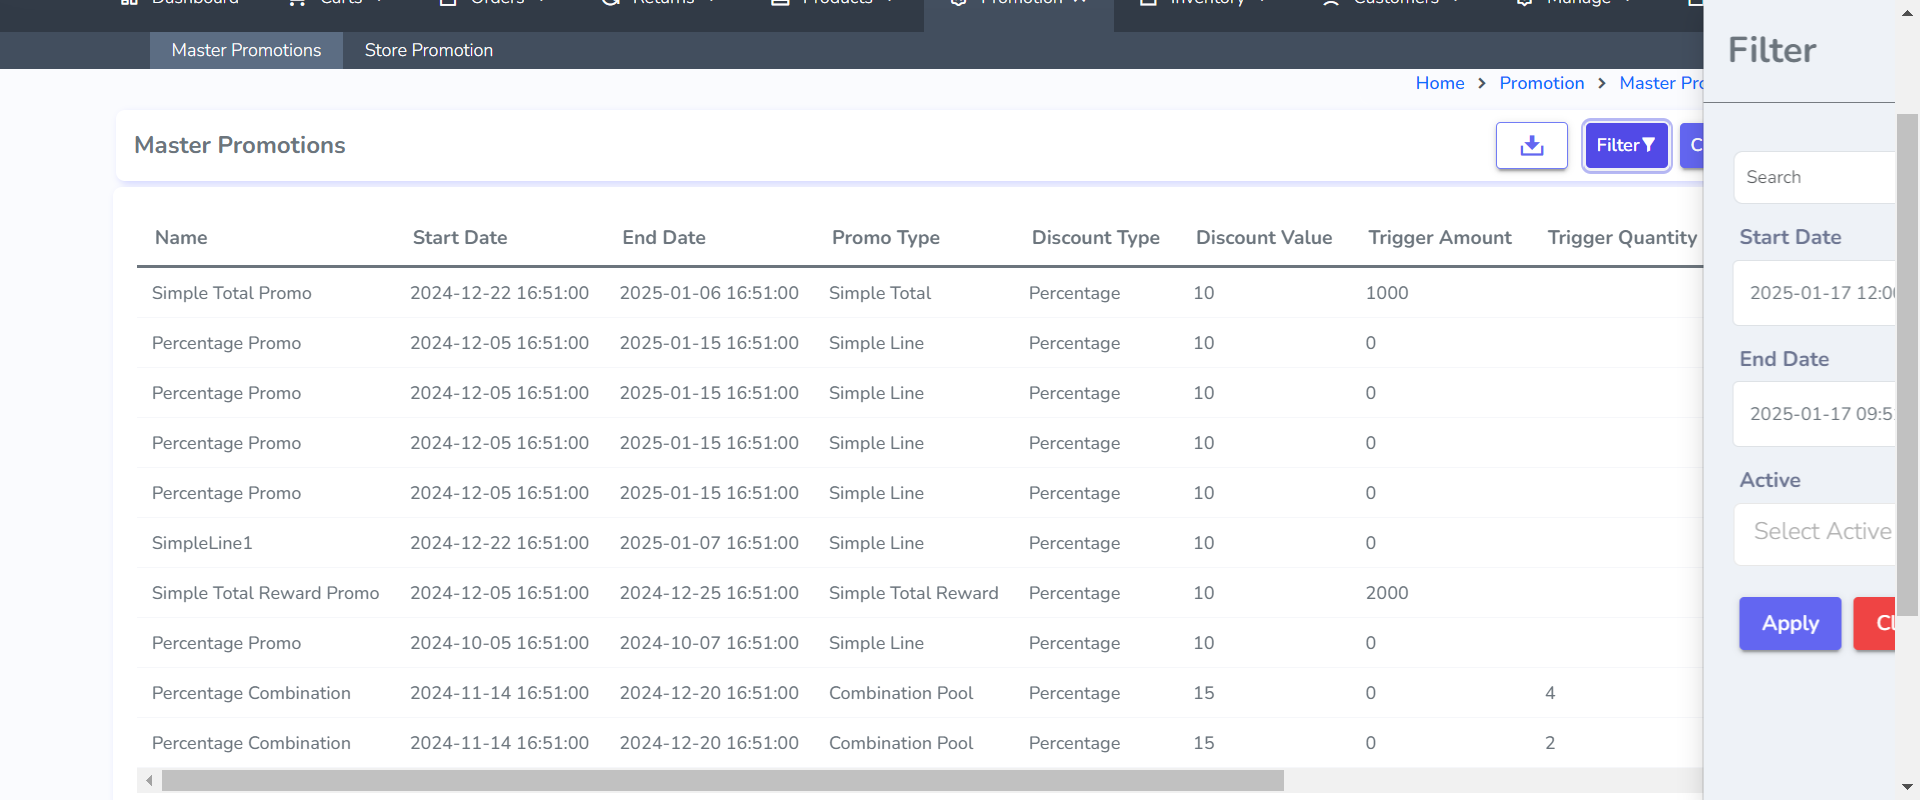 Dashboard Carts Orders Returns Products Promotion Inventory Customers Manage
Master Promotions Store Promotion
Filter
Home Promotion Master Pro
Master Promotions
Filter
C
Search
Name Start Date End Date Promo Type Discount Type Discount Value Trigger Amount Trigger Quantity
Start Date
2025-01-17 12:00
End Date
2025-01-17 09:5
Active
Select Active
Apply
Cl
Simple Total Promo 2024-12-22 16:51:00 2025-01-06 16:51:00 Simple Total Percentage 10 1000
Percentage Promo 2024-12-05 16:51:00 2025-01-15 16:51:00 Simple Line Percentage 10 0
Percentage Promo 2024-12-05 16:51:00 2025-01-15 16:51:00 Simple Line Percentage 10 0
Percentage Promo 2024-12-05 16:51:00 2025-01-15 16:51:00 Simple Line Percentage 10 0
Percentage Promo 2024-12-05 16:51:00 2025-01-15 16:51:00 Simple Line Percentage 10 0
SimpleLine1 2024-12-22 16:51:00 2025-01-07 16:51:00 Simple Line Percentage 10 0
Simple Total Reward Promo 2024-12-05 16:51:00 2024-12-25 16:51:00 Simple Total Reward Percentage 10 2000
Percentage Promo 2024-10-05 16:51:00 2024-10-07 16:51:00 Simple Line Percentage 10 0
Percentage Combination 2024-11-14 16:51:00 2024-12-20 16:51:00 Combination Pool Percentage 15 0 4
Percentage Combination 2024-11-14 16:51:00 2024-12-20 16:51:00 Combination Pool Percentage 15 0 2